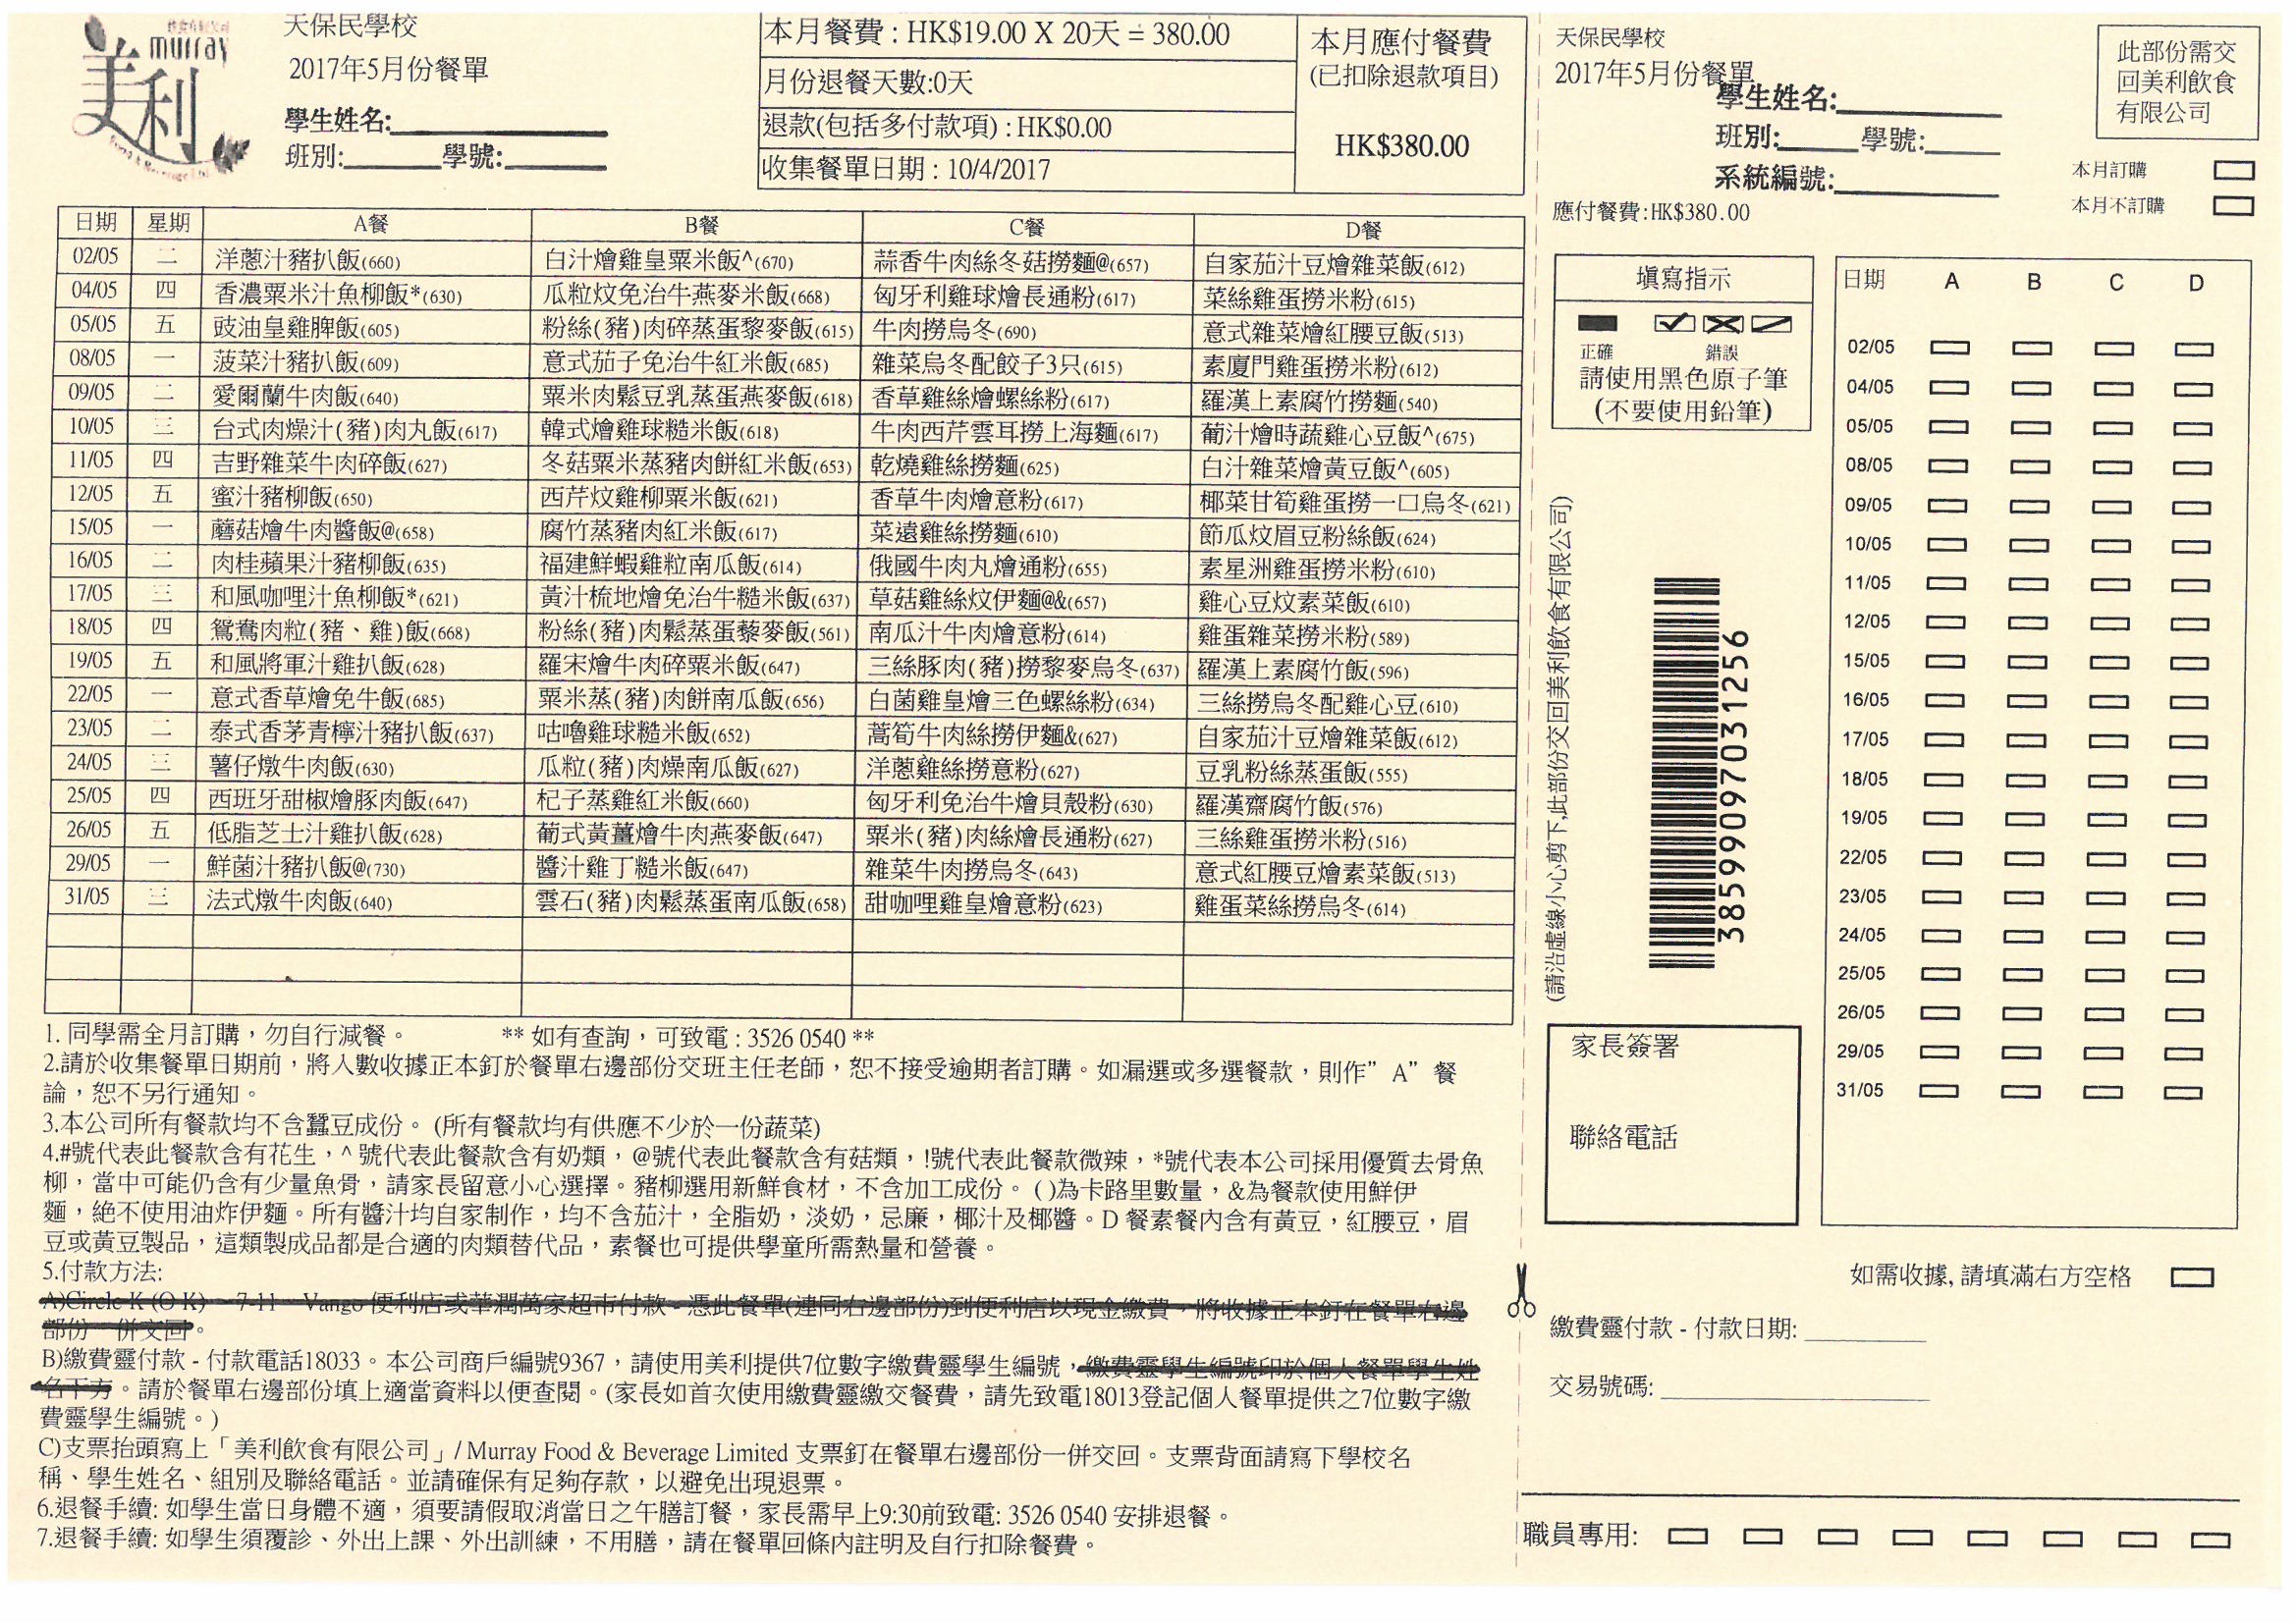 murray
美利
天保民學校
2017年5月份餐單
學生姓名:
班別: 學號:
本月餐費 : HK$19.00 X 20天 = 380.00
月份退餐天數:0天
退款(包括多付款項) : HK$0.00
收集餐單日期 : 10/4/2017
本月應付餐費
(已扣除退款項目)
HK$380.00
日期 星期 A餐 B餐 C餐 D餐
02/05 二 洋蔥汁豬扒飯(660) 白汁燴雞皇粟米飯^(670) 蒜香牛肉絲冬菇撈麵@(657) 自家茄汁豆燴雜菜飯(612)
04/05 四 香濃粟米汁魚柳飯*(630) 瓜粒炆免治牛燕麥米飯(668) 匈牙利雞球燴長通粉(617) 菜絲雞蛋撈米粉(615)
05/05 五 豉油皇雞脾飯(605) 粉絲(豬)肉碎蒸蛋黎麥飯(615) 牛肉撈烏冬(690) 意式雜菜燴紅腰豆飯(513)
08/05 一 菠菜汁豬扒飯(609) 意式茄子免治牛紅米飯(685) 雜菜烏冬配餃子3只(615) 素廈門雞蛋撈米粉(612)
09/05 二 愛爾蘭牛肉飯(640) 粟米肉鬆豆乳蒸蛋燕麥飯(618) 香草雞絲燴螺絲粉(617) 羅漢上素腐竹撈麵(540)
10/05 三 台式肉燥汁(豬)肉丸飯(617) 韓式燴雞球糙米飯(618) 牛肉西芹雲耳撈上海麵(617) 葡汁燴時蔬雞心豆飯^(675)
11/05 四 吉野雜菜牛肉碎飯(627) 冬菇粟米蒸豬肉餅紅米飯(653) 乾燒雞絲撈麵(625) 白汁雜菜燴黃豆飯^(605)
12/05 五 蜜汁豬柳飯(650) 西芹炆雞柳粟米飯(621) 香草牛肉燴意粉(617) 椰菜甘筍雞蛋撈一口烏冬(621)
15/05 一 蘑菇燴牛肉醬飯@(658) 腐竹蒸豬肉紅米飯(617) 菜遠雞絲撈麵(610) 節瓜炆眉豆粉絲飯(624)
16/05 二 肉桂蘋果汁豬柳飯(635) 福建鮮蝦雞粒南瓜飯(614) 俄國牛肉丸燴通粉(655) 素星洲雞蛋撈米粉(610)
17/05 三 和風咖哩汁魚柳飯*(621) 黃汁梳地燴免治牛糙米飯(637) 草菇雞絲炆伊麵@&(657) 雞心豆炆素菜飯(610)
18/05 四 鴛鴦肉粒(豬、雞)飯(668) 粉絲(豬)肉鬆蒸蛋藜麥飯(561) 南瓜汁牛肉燴意粉(614) 雞蛋雜菜撈米粉(589)
19/05 五 和風將軍汁雞扒飯(628) 羅宋燴牛肉碎粟米飯(647) 三絲豚肉(豬)撈黎麥烏冬(637) 羅漢上素腐竹飯(596)
22/05 一 意式香草燴免牛飯(685) 粟米蒸(豬)肉餅南瓜飯(656) 白菌雞皇燴三色螺絲粉(634) 三絲撈烏冬配雞心豆(610)
23/05 二 泰式香茅青檸汁豬扒飯(637) 咕嚕雞球糙米飯(652) 萵筍牛肉絲撈伊麵&(627) 自家茄汁豆燴雜菜飯(612)
24/05 三 薯仔燉牛肉飯(630) 瓜粒(豬)肉燥南瓜飯(627) 洋蔥雞絲撈意粉(627) 豆乳粉絲蒸蛋飯(555)
25/05 四 西班牙甜椒燴豚肉飯(647) 杞子蒸雞紅米飯(660) 匈牙利免治牛燴貝殼粉(630) 羅漢齋腐竹飯(576)
26/05 五 低脂芝士汁雞扒飯(628) 葡式黃薑燴牛肉燕麥飯(647) 粟米(豬)肉絲燴長通粉(627) 三絲雞蛋撈米粉(516)
29/05 一 鮮菌汁豬扒飯@(730) 醬汁雞丁糙米飯(647) 雜菜牛肉撈烏冬(643) 意式紅腰豆燴素菜飯(513)
31/05 三 法式燉牛肉飯(640) 雲石(豬)肉鬆蒸蛋南瓜飯(658) 甜咖哩雞皇燴意粉(623) 雞蛋菜絲撈烏冬(614)
1. 同學需全月訂購，勿自行減餐。 ** 如有查詢，可致電 : 3526 0540 **
2.請於收集餐單日期前，將入數收據正本釘於餐單右邊部份交班主任老師，恕不接受逾期者訂購。如漏選或多選餐款，則作”A”餐
論，恕不另行通知。
3.本公司所有餐款均不含蠶豆成份。 (所有餐款均有供應不少於一份蔬菜)
4.#號代表此餐款含有花生，^ 號代表此餐款含有奶類，@號代表此餐款含有菇類，!號代表此餐款微辣，*號代表本公司採用優質去骨魚
柳，當中可能仍含有少量魚骨，請家長留意小心選擇。豬柳選用新鮮食材，不含加工成份。 ( )為卡路里數量，&為餐款使用鮮伊
麵，絕不使用油炸伊麵。所有醬汁均自家制作，均不含茄汁，全脂奶，淡奶，忌廉，椰汁及椰醬。D 餐素餐內含有黃豆，紅腰豆，眉
豆或黃豆製品，這類製成品都是合適的肉類替代品，素餐也可提供學童所需熱量和營養。
5.付款方法:
A)Circle K (O K)、7-11、Vango 便利店或華潤萬家超市付款 - 憑此餐單(連同右邊部份)到便利店以現金繳費，將收據正本釘在餐單右邊
部份一併交回。
B)繳費靈付款 - 付款電話18033。本公司商戶編號9367，請使用美利提供7位數字繳費靈學生編號，繳費靈學生編號印於個人餐單學生姓
名下方。請於餐單右邊部份填上適當資料以便查閱。(家長如首次使用繳費靈繳交餐費，請先致電18013登記個人餐單提供之7位數字繳
費靈學生編號。)
C)支票抬頭寫上「美利飲食有限公司」/ Murray Food & Beverage Limited 支票釘在餐單右邊部份一併交回。支票背面請寫下學校名
稱、學生姓名、組別及聯絡電話。並請確保有足夠存款，以避免出現退票。
6.退餐手續: 如學生當日身體不適，須要請假取消當日之午膳訂餐，家長需早上9:30前致電: 3526 0540 安排退餐。
7.退餐手續: 如學生須覆診、外出上課、外出訓練，不用膳，請在餐單回條內註明及自行扣除餐費。
天保民學校
2017年5月份餐單
學生姓名:
班別: 學號:
系統編號:
應付餐費:HK$380.00
此部份需交
回美利飲食
有限公司
本月訂購
本月不訂購
填寫指示
正確 錯誤
請使用黑色原子筆
(不要使用鉛筆)
(請沿虛線小心剪下,此部份交回美利飲食有限公司)
3859909703​1256
日期 A B C D
02/05
04/05
05/05
08/05
09/05
10/05
11/05
12/05
15/05
16/05
17/05
18/05
19/05
22/05
23/05
24/05
25/05
26/05
29/05
31/05
家長簽署
聯絡電話
如需收據, 請填滿右方空格
繳費靈付款 - 付款日期:
交易號碼:
職員專用: